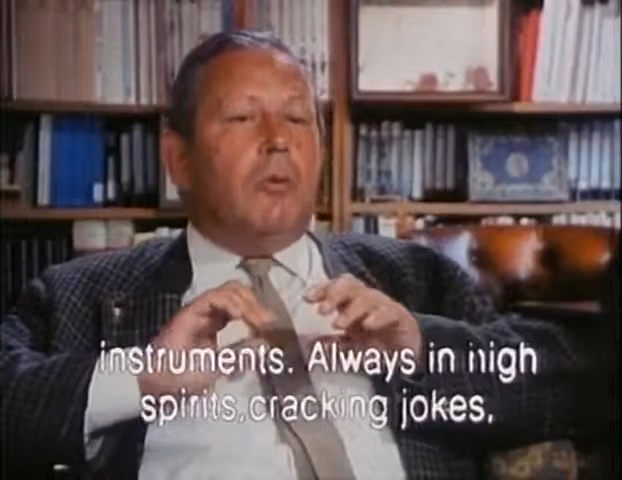 instruments. Always in high
spirits, cracking jokes,